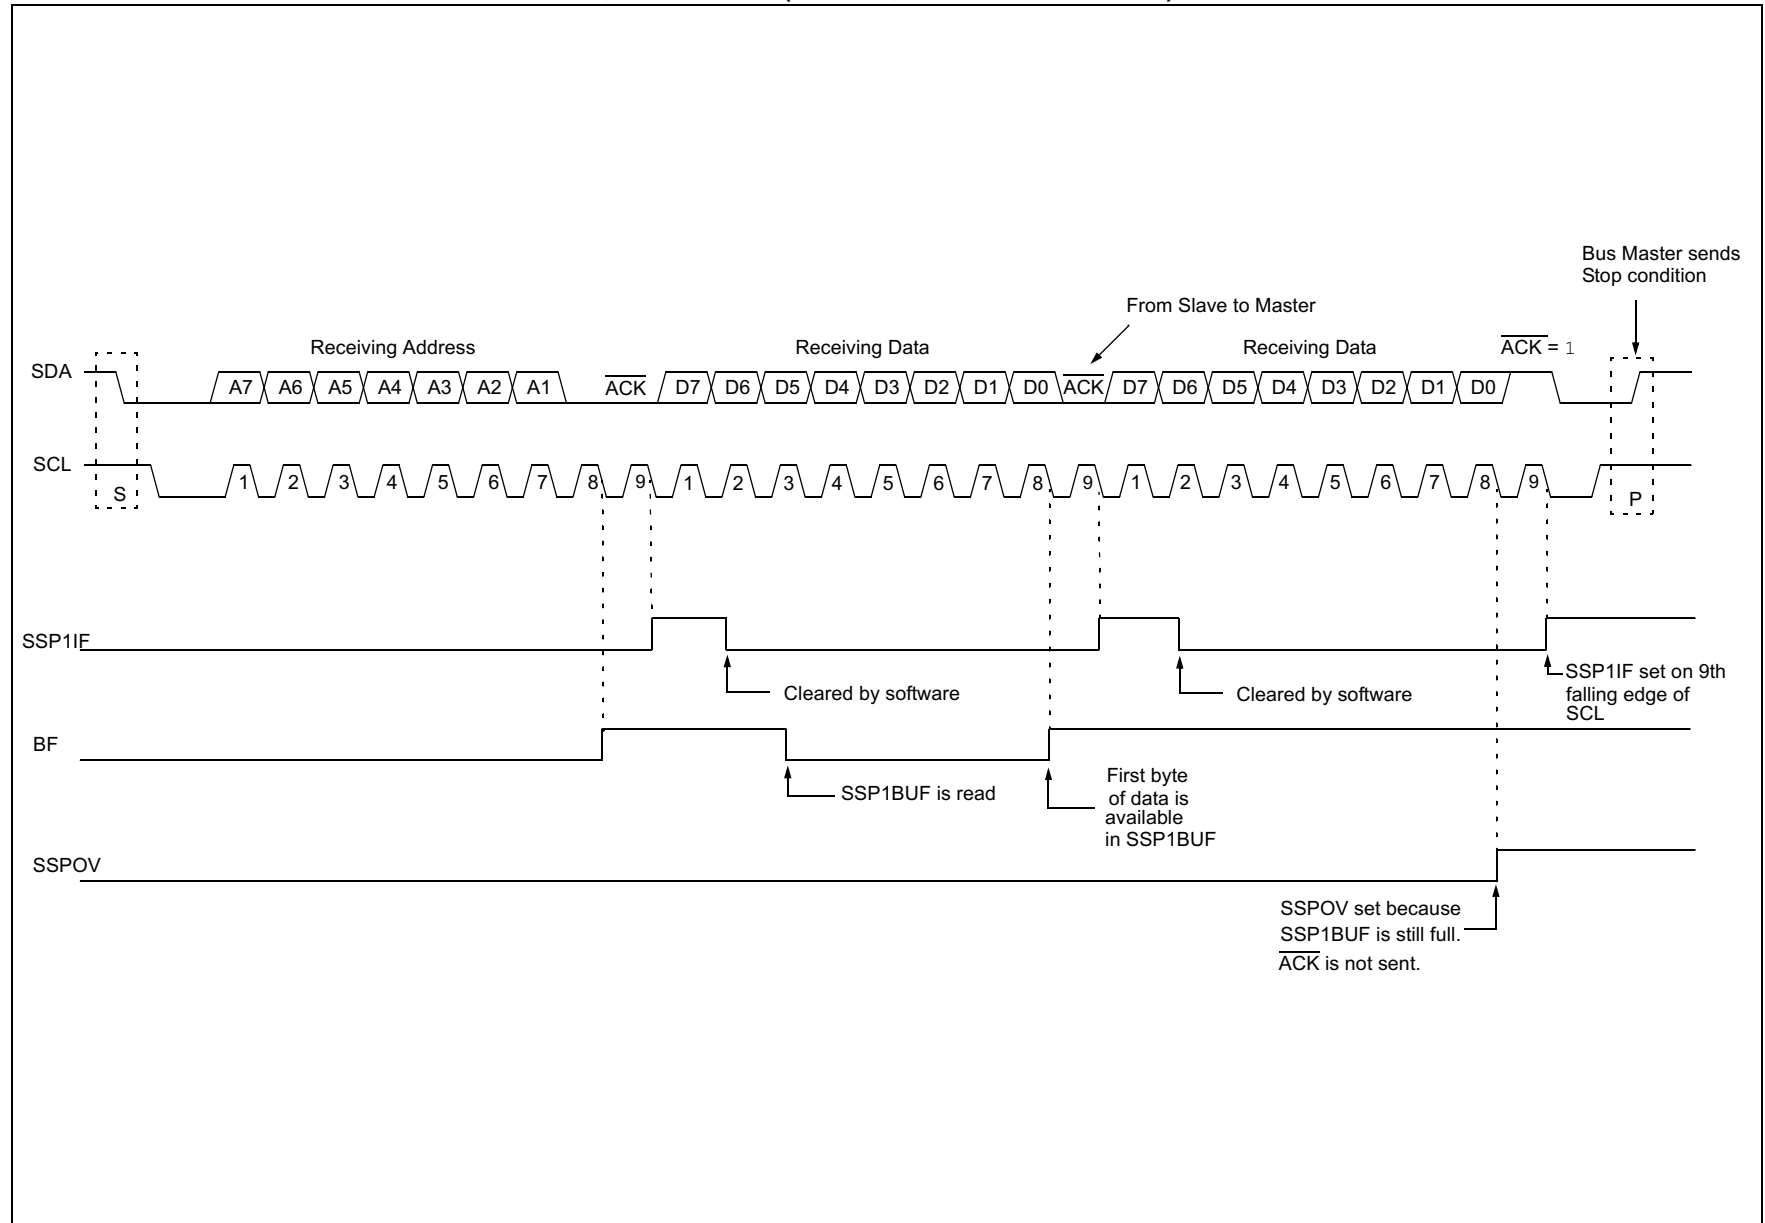 Bus Master sends
Stop condition
From Slave to Master
Receiving Address
Receiving Data
Receiving Data
ACK = 1
SDA
A7 A6 A5 A4 A3 A2 A1 ACK D7 D6 D5 D4 D3 D2 D1 D0 ACK D7 D6 D5 D4 D3 D2 D1 D0
SCL
S 1 2 3 4 5 6 7 8 9 1 2 3 4 5 6 7 8 9 1 2 3 4 5 6 7 8 9 P
SSP1IF
Cleared by software
Cleared by software
SSP1IF set on 9th
falling edge of
SCL
BF
SSP1BUF is read
First byte
of data is
available
in SSP1BUF
SSPOV
SSPOV set because
SSP1BUF is still full.
ACK is not sent.